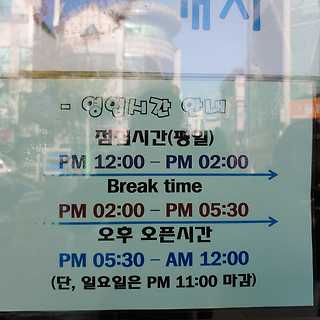 - 영업시간 안내
점심시간(평일)
PM 12:00 – PM 02:00
Break time
PM 02:00 – PM 05:30
오후 오픈시간
PM 05:30 – AM 12:00
(단, 일요일은 PM 11:00 마감)